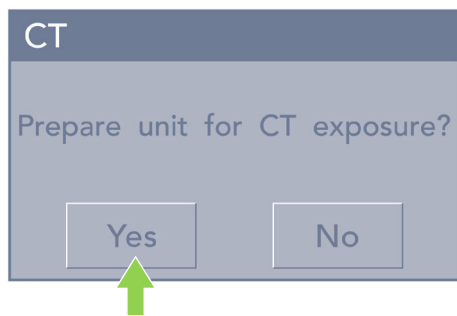 CT
Prepare unit for CT exposure?
Yes No